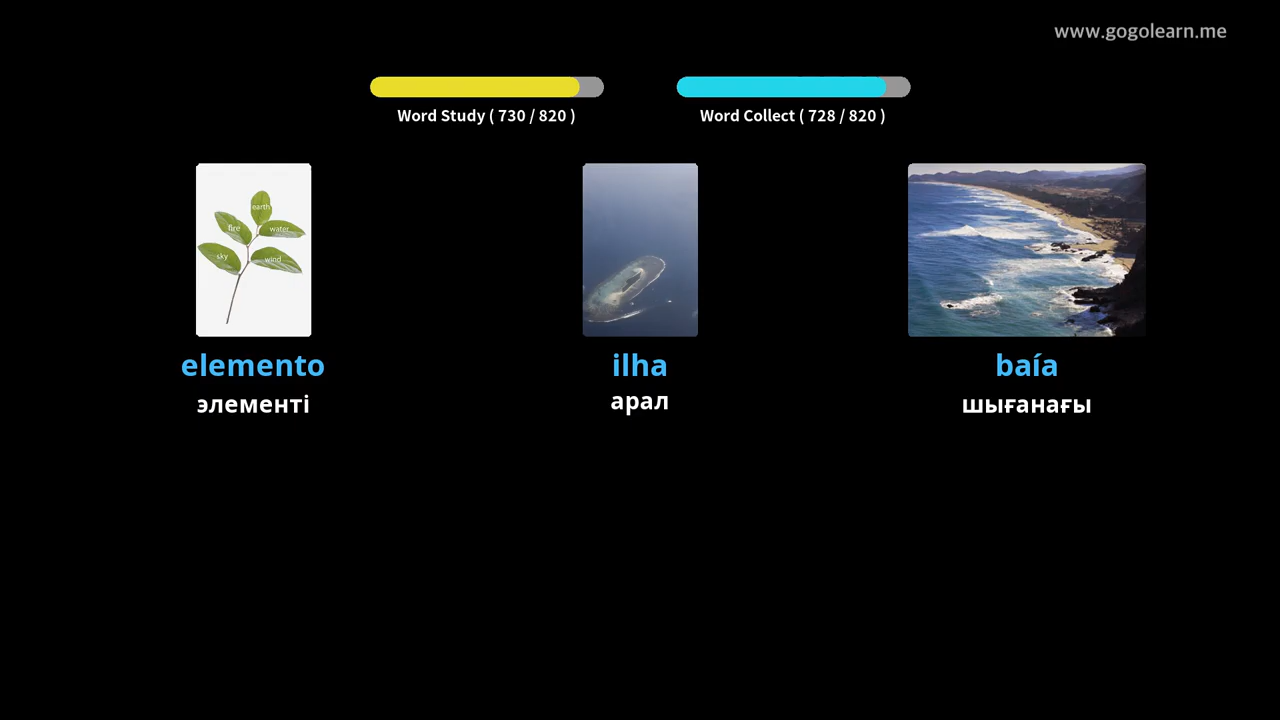 www.gogolearn.me
Word Study ( 730 / 820 )
Word Collect ( 728 / 820 )
earth
fire
water
sky
wind
elemento
ilha
baía
элементі
арал
шығанағы